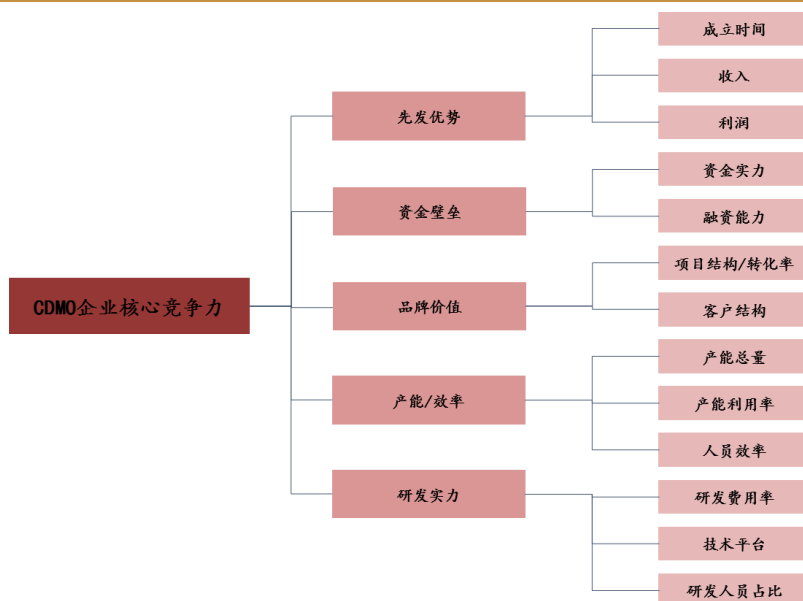 CDMO企业核心竞争力
先发优势
成立时间
收入
利润
资金壁垒
资金实力
融资能力
品牌价值
项目结构/转化率
客户结构
产能/效率
产能总量
产能利用率
人员效率
研发实力
研发费用率
技术平台
研发人员占比